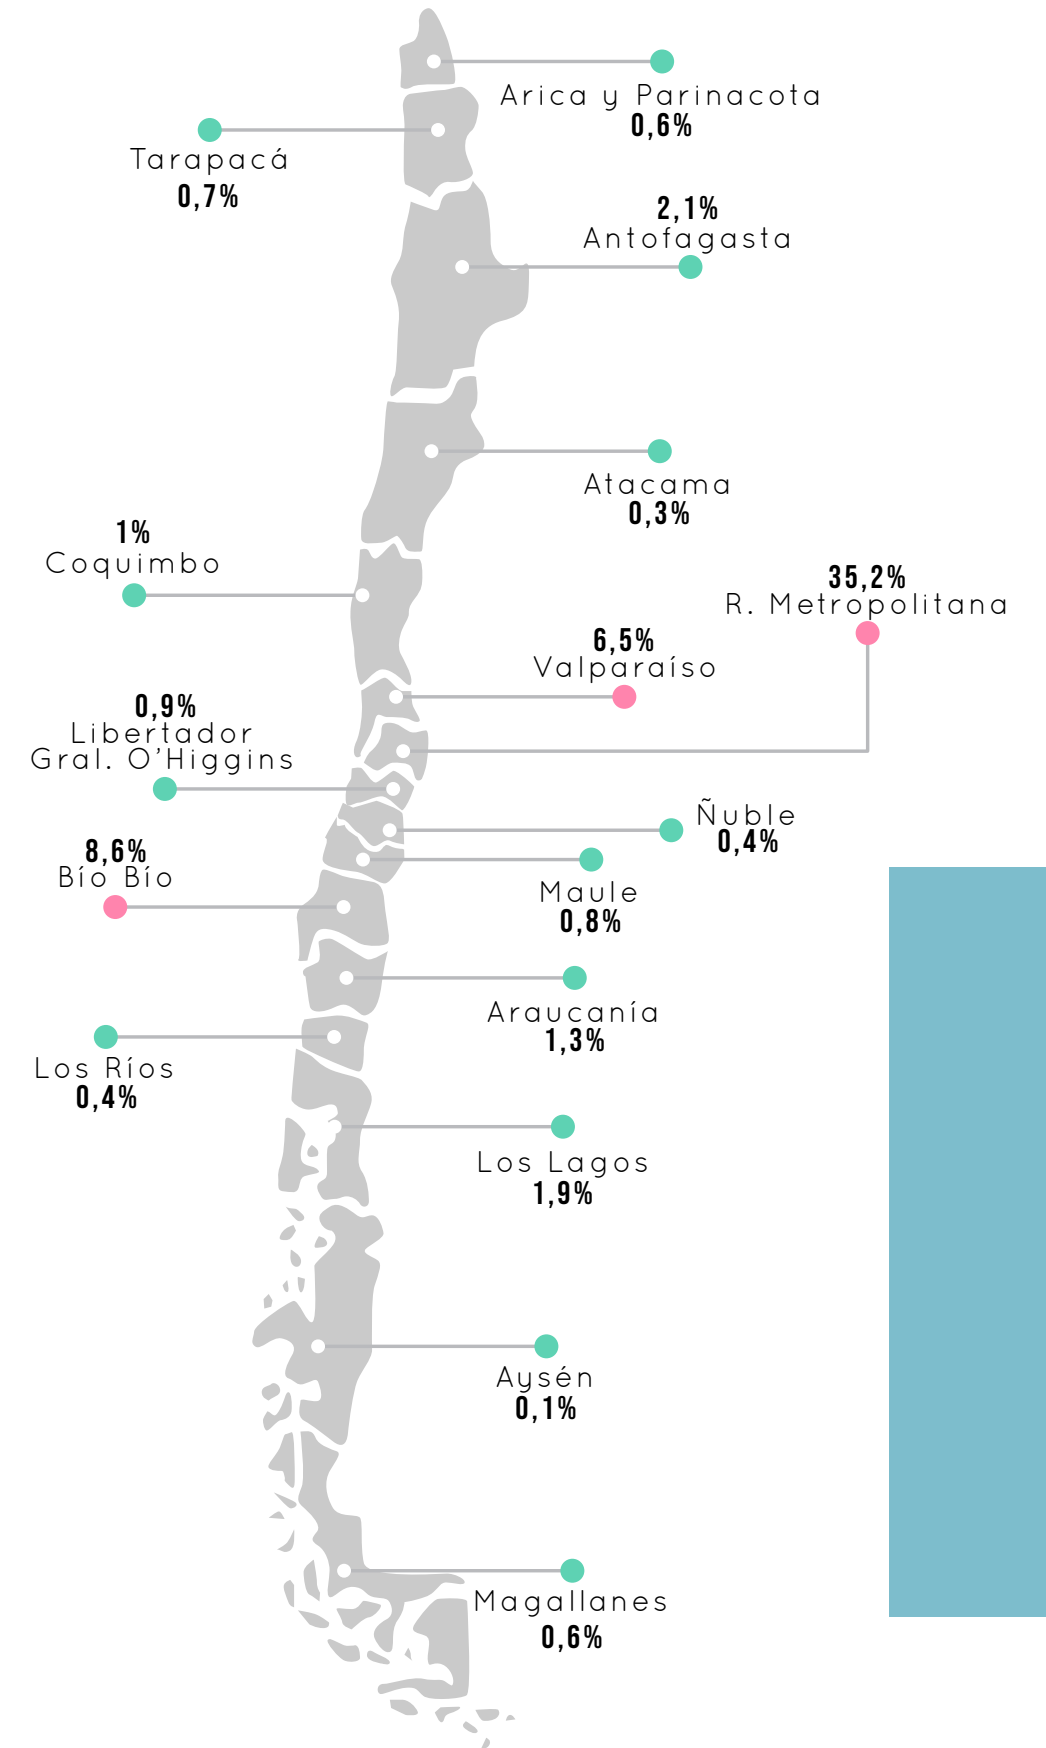 Arica y Parinacota
0,6%
Tarapacá
0,7%
2,1%
Antofagasta
Atacama
0,3%
1%
Coquimbo
35,2%
R. Metropolitana
6,5%
Valparaíso
0,9%
Libertador
Gral. O’Higgins
Ñuble
0,4%
8,6%
Bío Bío
Maule
0,8%
Araucanía
1,3%
Los Ríos
0,4%
Los Lagos
1,9%
Aysén
0,1%
Magallanes
0,6%